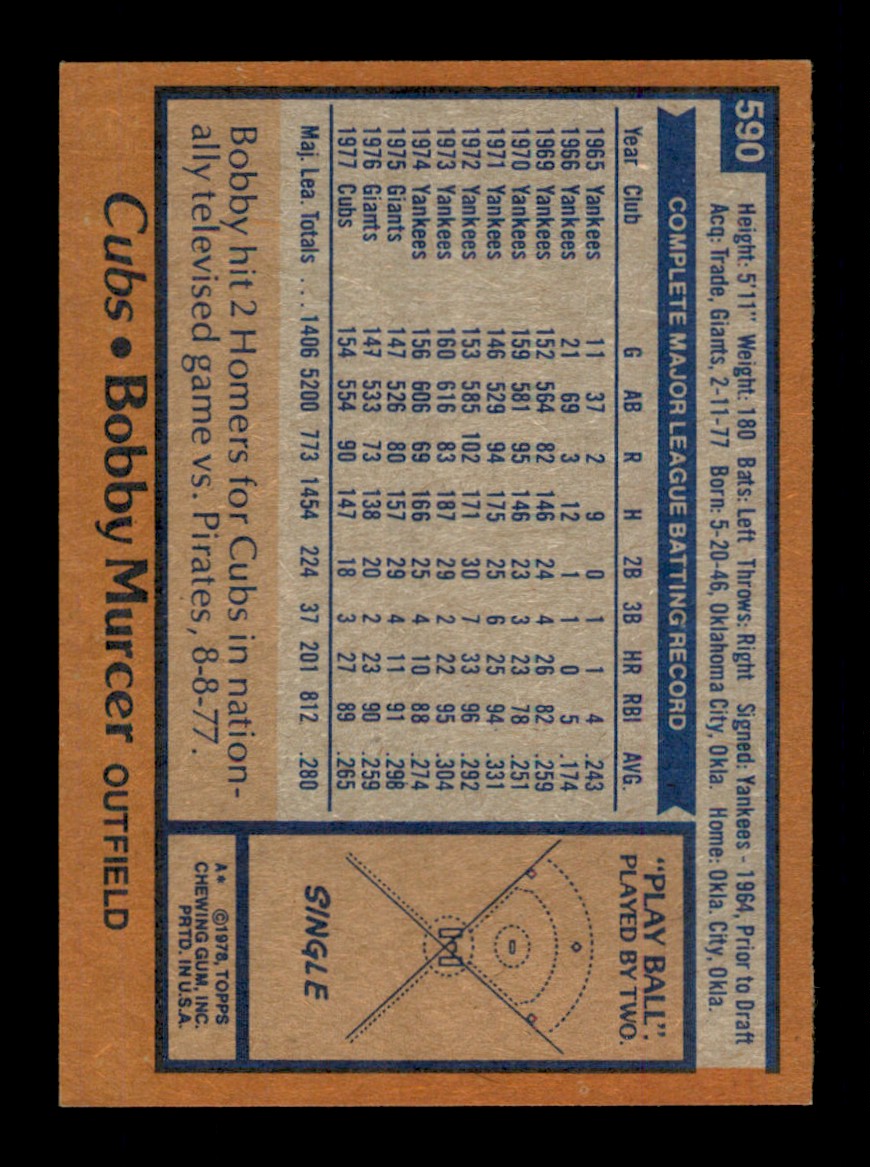 590
Height: 5'11" Weight: 180 Bats: Left Throws: Right Signed: Yankees - 1964, Prior to Draft
Acq: Trade, Giants, 2-11-77 Born: 5-20-46, Oklahoma City, Okla. Home: Okla. City, Okla.
COMPLETE MAJOR LEAGUE BATTING RECORD
Year Club G AB R H 2B 3B HR RBI AVG.
1965 Yankees 11 37 2 9 0 1 1 4 .243
1966 Yankees 21 69 3 12 1 1 0 5 .174
1969 Yankees 152 564 82 146 24 4 26 82 .259
1970 Yankees 159 581 95 146 23 3 23 78 .251
1971 Yankees 146 529 94 175 25 6 25 94 .331
1972 Yankees 153 585 102 171 30 7 33 96 .292
1973 Yankees 160 616 83 187 29 2 22 95 .304
1974 Yankees 156 606 69 166 25 4 10 88 .274
1975 Giants 147 526 80 157 29 4 11 91 .298
1976 Giants 147 533 73 138 20 2 23 90 .259
1977 Cubs 154 554 90 147 18 3 27 89 .265
Maj. Lea. Totals .... 1406 5200 773 1454 224 37 201 812 .280
Bobby hit 2 Homers for Cubs in nation-
ally televised game vs. Pirates, 8-8-77.
"PLAY BALL".
PLAYED BY TWO.
SINGLE
A* ©1978, TOPPS
CHEWING GUM, INC.
PRTD. IN U.S.A.
Cubs • Bobby Murcer OUTFIELD